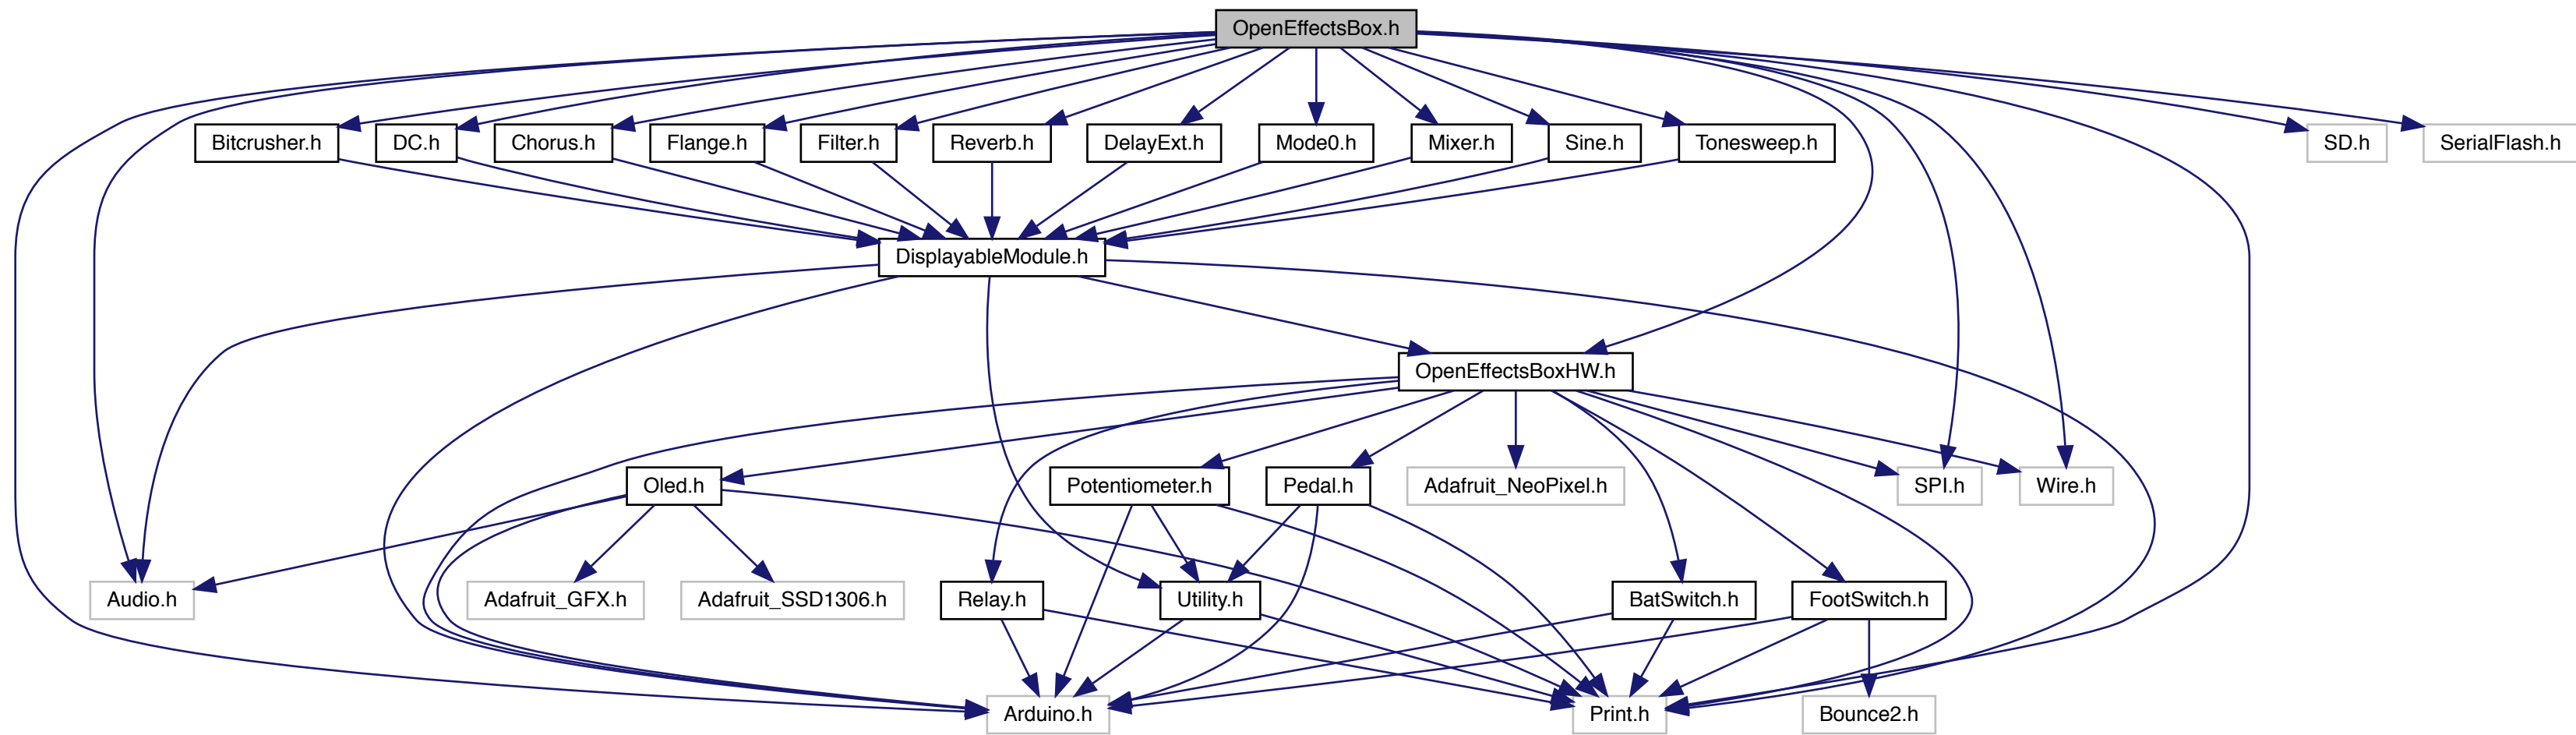 OpenEffectsBox.h
Bitcrusher.h
DC.h
Chorus.h
Flange.h
Filter.h
Reverb.h
DelayExt.h
Mode0.h
Mixer.h
Sine.h
Tonesweep.h
SD.h
SerialFlash.h
DisplayableModule.h
OpenEffectsBoxHW.h
Oled.h
Potentiometer.h
Pedal.h
Adafruit_NeoPixel.h
SPI.h
Wire.h
Audio.h
Adafruit_GFX.h
Adafruit_SSD1306.h
Relay.h
Utility.h
BatSwitch.h
FootSwitch.h
Arduino.h
Print.h
Bounce2.h